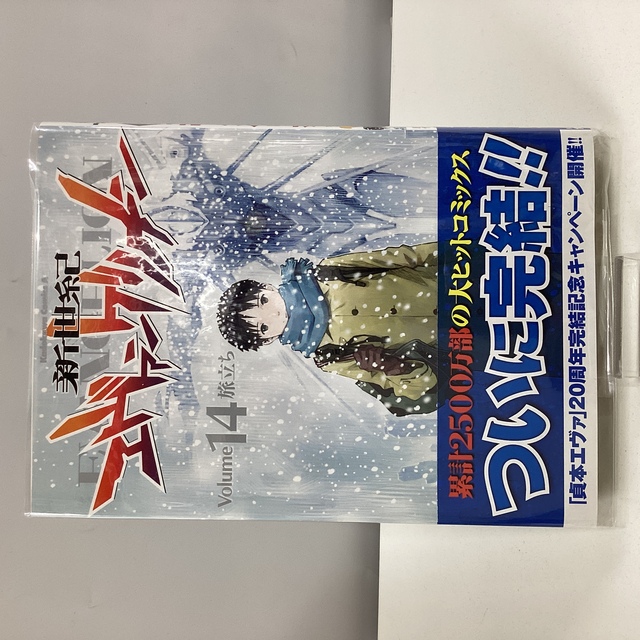 新世紀
エヴァンゲリオン
EVANGELION
Volume 14 旅立ち
累計2500万部の大ヒットコミックス
ついに完結!!
「貞本エヴァ」20周年完結記念キャンペーン開催!!